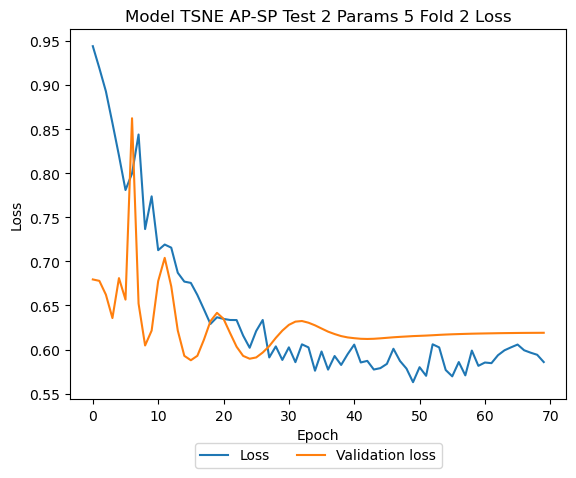 Model TSNE AP-SP Test 2 Params 5 Fold 2 Loss
0.95
0.90
0.85
0.80
0.75
0.70
0.65
0.60
0.55
Loss
0 10 20 30 40 50 60 70
Epoch
Loss Validation loss